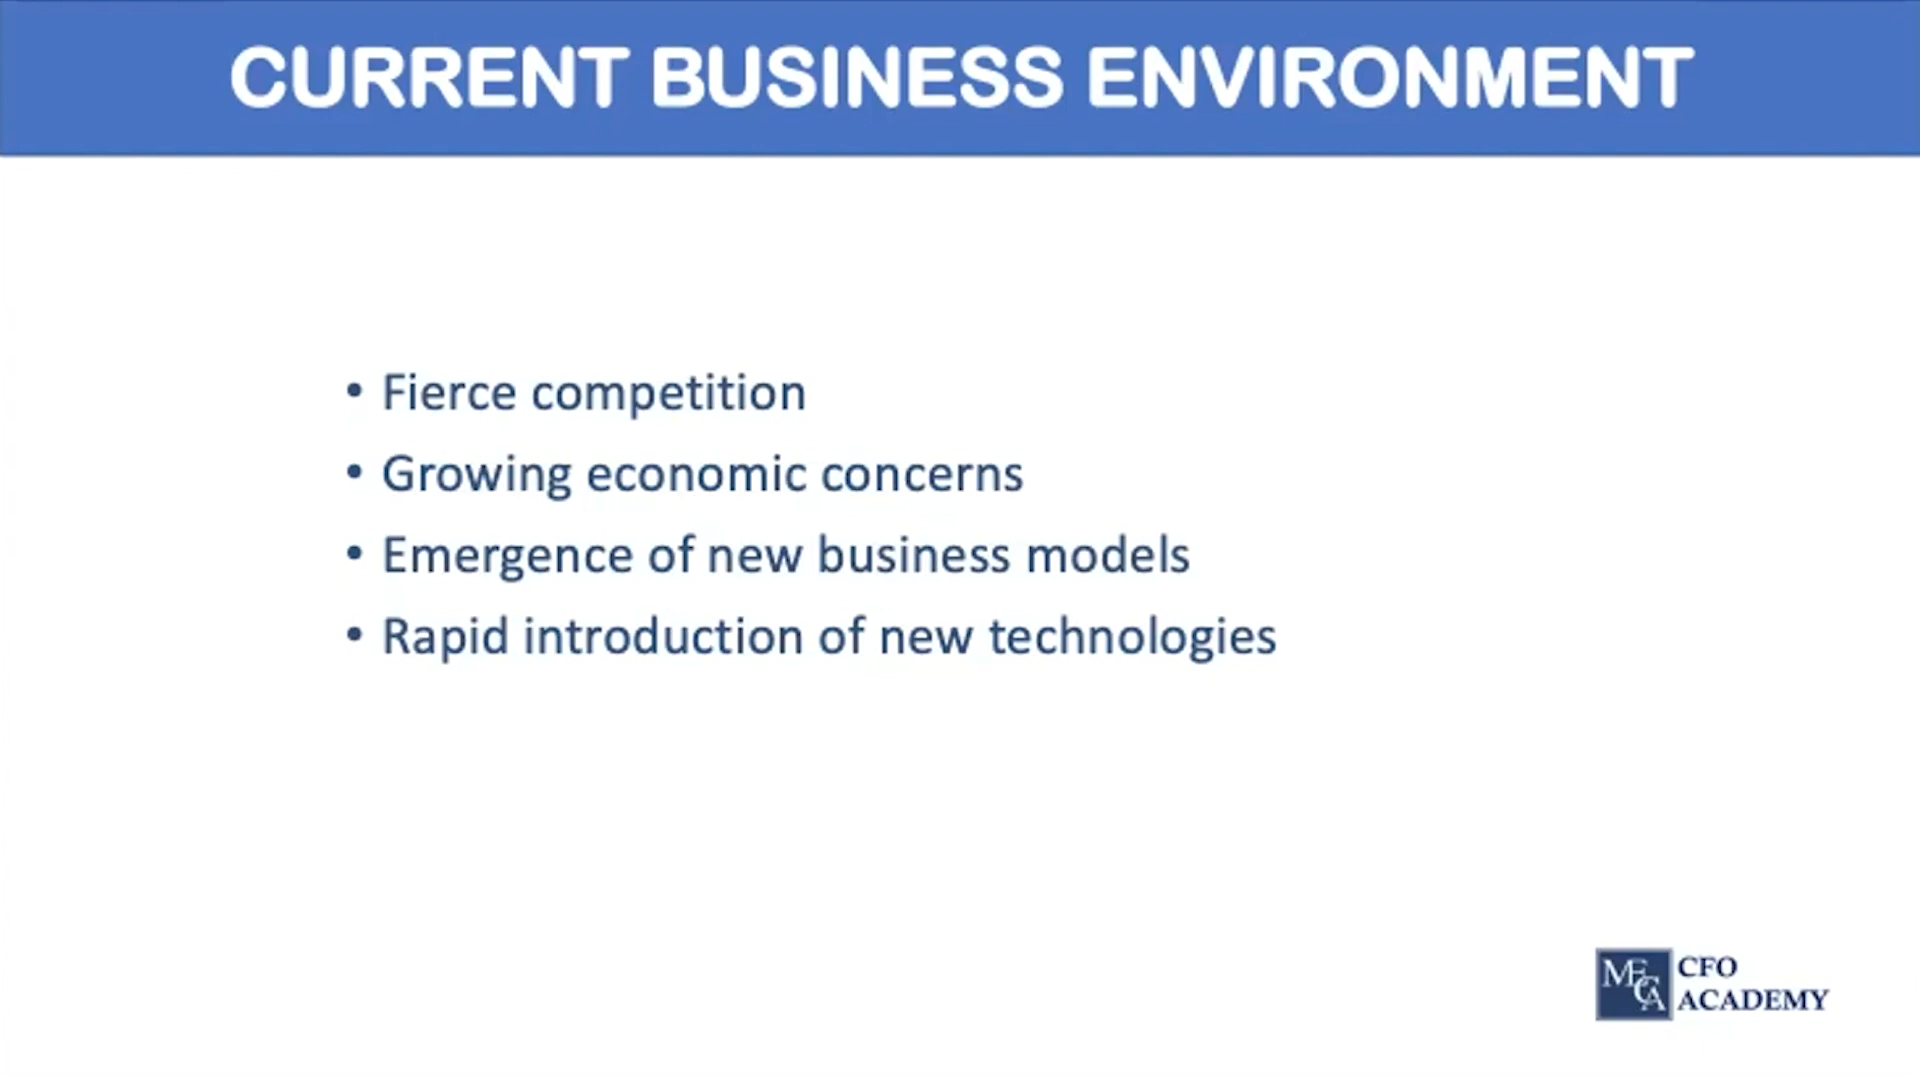 CURRENT BUSINESS ENVIRONMENT
• Fierce competition
• Growing economic concerns
• Emergence of new business models
• Rapid introduction of new technologies
MECA CFO
ACADEMY